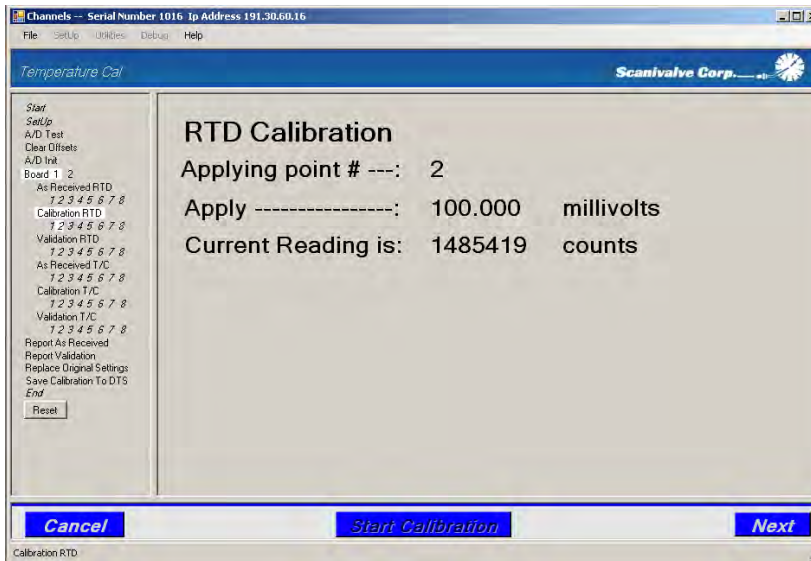 Channels -- Serial Number 1016 Ip Address 191.30.60.16
File SetUp Utilities Debug Help
Temperature Cal
Scanivalve Corp.
Start
SetUp
A/D Test
Clear Offsets
A/D Init
Board 1 2
As Received RTD
1 2 3 4 5 6 7 8
Calibration RTD
1 2 3 4 5 6 7 8
Validation RTD
1 2 3 4 5 6 7 8
As Received T/C
1 2 3 4 5 6 7 8
Calibration T/C
1 2 3 4 5 6 7 8
Validation T/C
1 2 3 4 5 6 7 8
Report As Received
Report Validation
Replace Original Settings
Save Calibration To DTS
End
Reset
RTD Calibration
Applying point # ---: 2
Apply ----------------: 100.000 millivolts
Current Reading is: 1485419 counts
Cancel
Start Calibration
Next
Calibration RTD